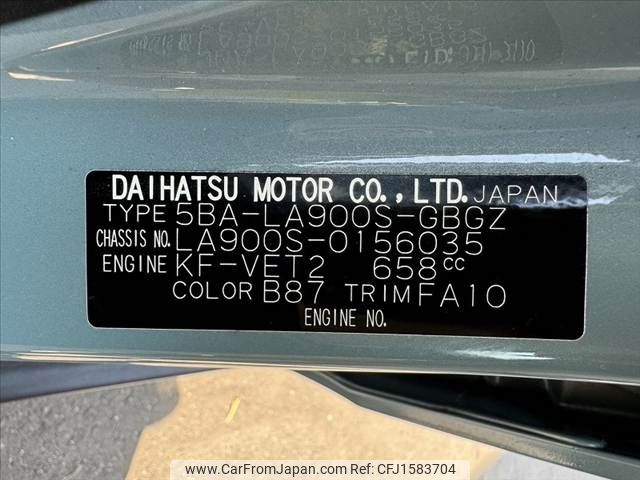 DAIHATSU MOTOR CO., LTD. JAPAN
TYPE 5BA-LA900S-GBGZ
CHASSIS NO. LA900S-0156035
ENGINE KF-VET2 658cc
COLOR B87 TRIM FA10
ENGINE NO.
www.CarFromJapan.com CFJ1583704